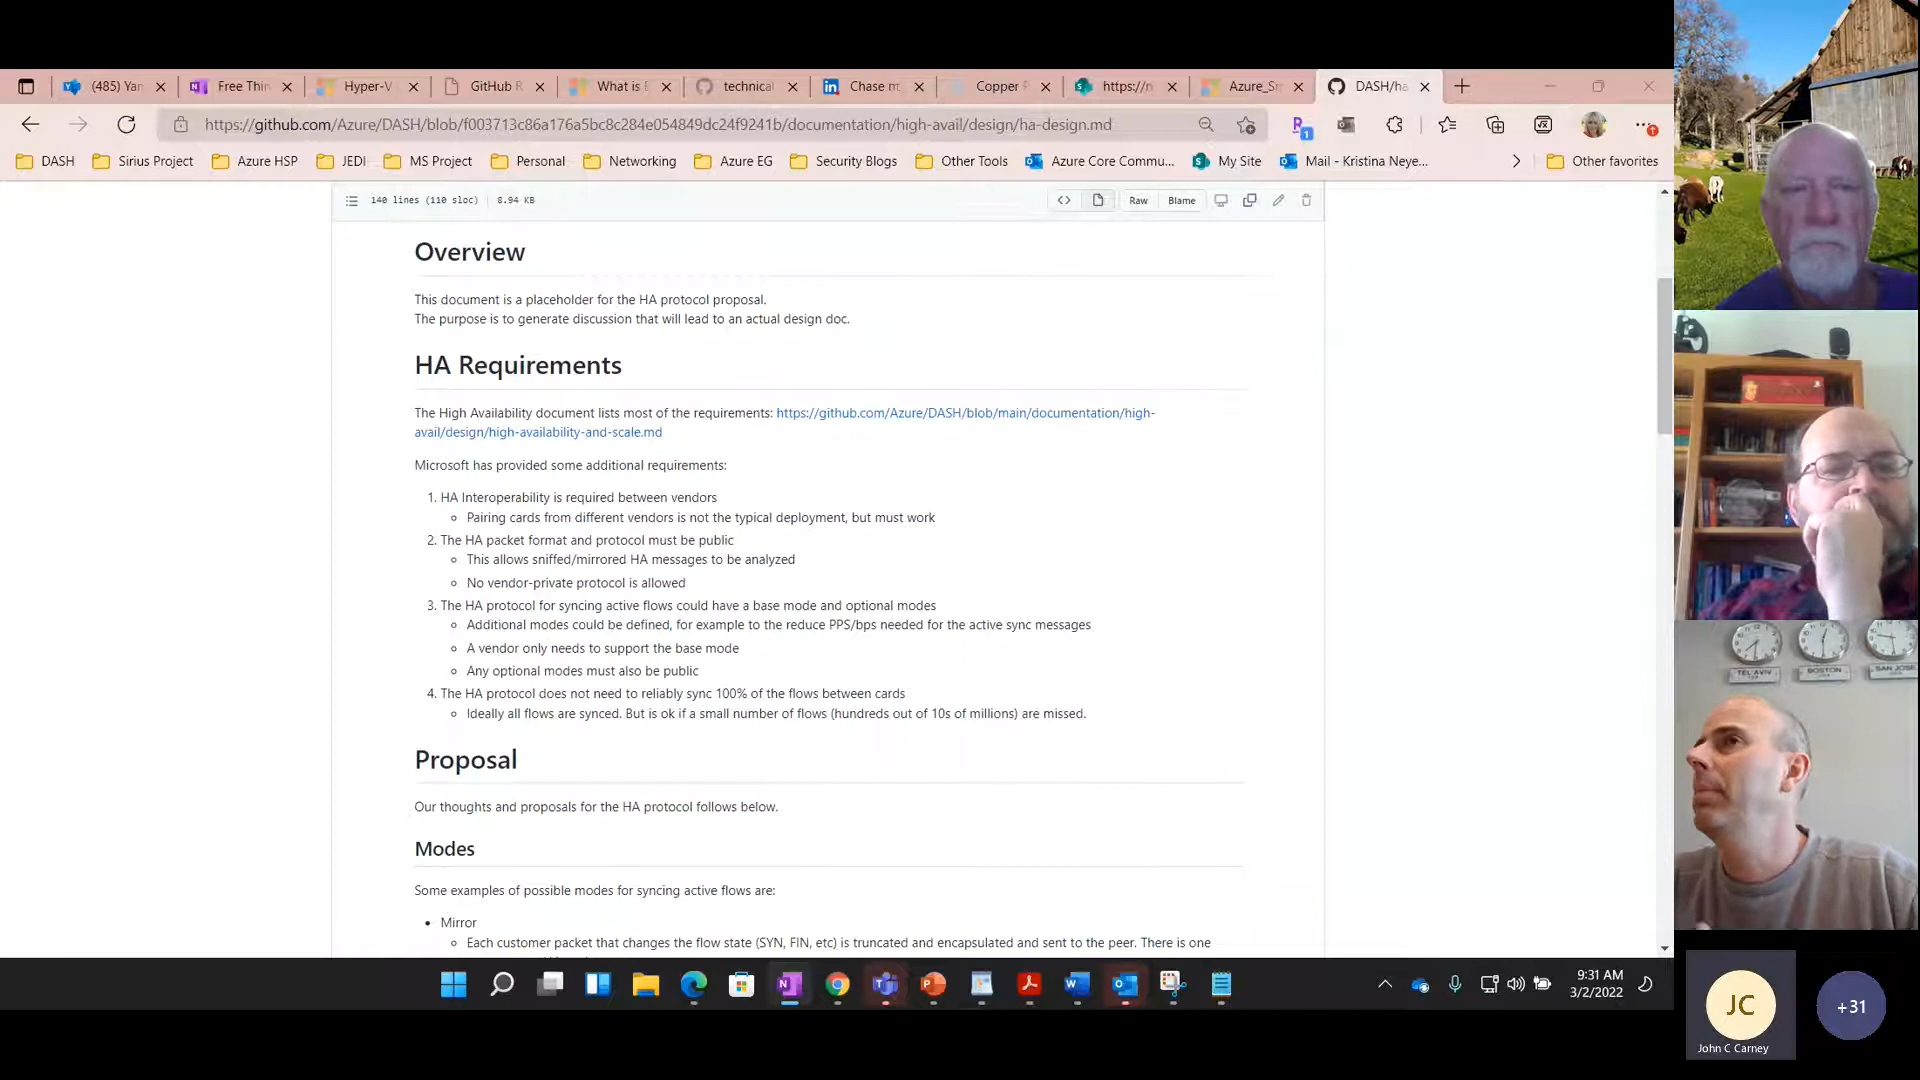 (485) Yar
Free Thin
Hyper-V
GitHub R
What is
technical
Chase m
Copper
https://n
Azure_Sr
DASH/ha
https://github.com/Azure/DASH/blob/f003713c86a176a5bc8c284e054849dc24f9241b/documentation/high-avail/design/ha-design.md
DASH
Sirius Project
Azure HSP
JEDI
MS Project
Personal
Networking
Azure EG
Security Blogs
Other Tools
Azure Core Commu...
My Site
Mail - Kristina Neye...
Other favorites
140 lines (110 sloc)
8.94 KB
Raw
Blame
Overview
This document is a placeholder for the HA protocol proposal.
The purpose is to generate discussion that will lead to an actual design doc.
HA Requirements
The High Availability document lists most of the requirements: https://github.com/Azure/DASH/blob/main/documentation/high-
avail/design/high-availability-and-scale.md
Microsoft has provided some additional requirements:
1. HA Interoperability is required between vendors
Pairing cards from different vendors is not the typical deployment, but must work
2. The HA packet format and protocol must be public
This allows sniffed/mirrored HA messages to be analyzed
No vendor-private protocol is allowed
3. The HA protocol for syncing active flows could have a base mode and optional modes
Additional modes could be defined, for example to the reduce PPS/bps needed for the active sync messages
A vendor only needs to support the base mode
Any optional modes must also be public
4. The HA protocol does not need to reliably sync 100% of the flows between cards
Ideally all flows are synced. But is ok if a small number of flows (hundreds out of 10s of millions) are missed.
Proposal
Our thoughts and proposals for the HA protocol follows below.
Modes
Some examples of possible modes for syncing active flows are:
Mirror
Each customer packet that changes the flow state (SYN, FIN, etc) is truncated and encapsulated and sent to the peer. There is one
9:31 AM
3/2/2022
TEL AVIV
BOSTON
SAN JOSE
JC
John C Carney
+31